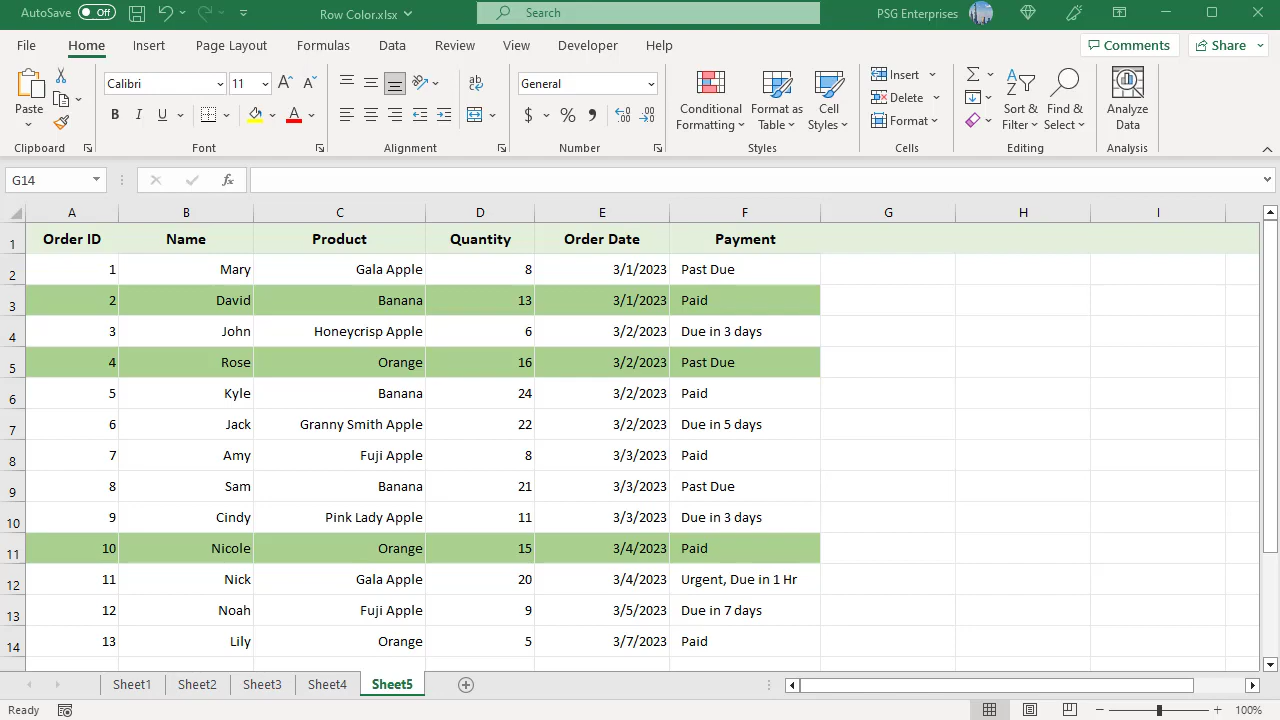 AutoSave Off Row Color.xlsx Search PSG Enterprises
File Home Insert Page Layout Formulas Data Review View Developer Help Comments Share
Paste Calibri 11 General Conditional Formatting Format as Table Cell Styles Insert Delete Format Sort & Filter Find & Select Analyze Data
Clipboard Font Alignment Number Styles Cells Editing Analysis
G14 fx
A B C D E F G H I
1 Order ID Name Product Quantity Order Date Payment
2 1 Mary Gala Apple 8 3/1/2023 Past Due
3 2 David Banana 13 3/1/2023 Paid
4 3 John Honeycrisp Apple 6 3/2/2023 Due in 3 days
5 4 Rose Orange 16 3/2/2023 Past Due
6 5 Kyle Banana 24 3/2/2023 Paid
7 6 Jack Granny Smith Apple 22 3/2/2023 Due in 5 days
8 7 Amy Fuji Apple 8 3/3/2023 Paid
9 8 Sam Banana 21 3/3/2023 Past Due
10 9 Cindy Pink Lady Apple 11 3/3/2023 Due in 3 days
11 10 Nicole Orange 15 3/4/2023 Paid
12 11 Nick Gala Apple 20 3/4/2023 Urgent, Due in 1 Hr
13 12 Noah Fuji Apple 9 3/5/2023 Due in 7 days
14 13 Lily Orange 5 3/7/2023 Paid
Sheet1 Sheet2 Sheet3 Sheet4 Sheet5
Ready 100%